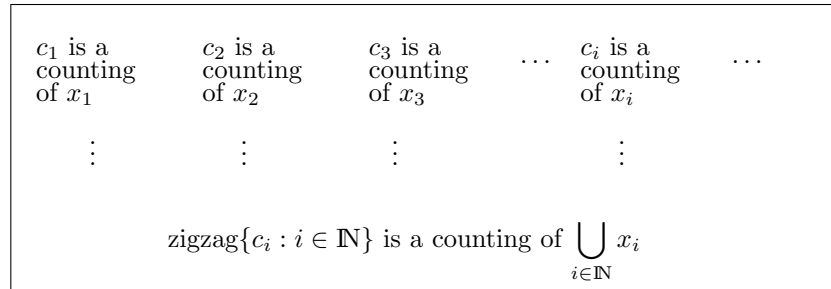 c₁ is a c₂ is a c₃ is a ··· cᵢ is a ···
counting counting counting counting
of x₁ of x₂ of x₃ of xᵢ
⋮ ⋮ ⋮ ⋮
zigzag{cᵢ : i ∈ ℕ} is a counting of ⋃ xᵢ
i∈ℕ